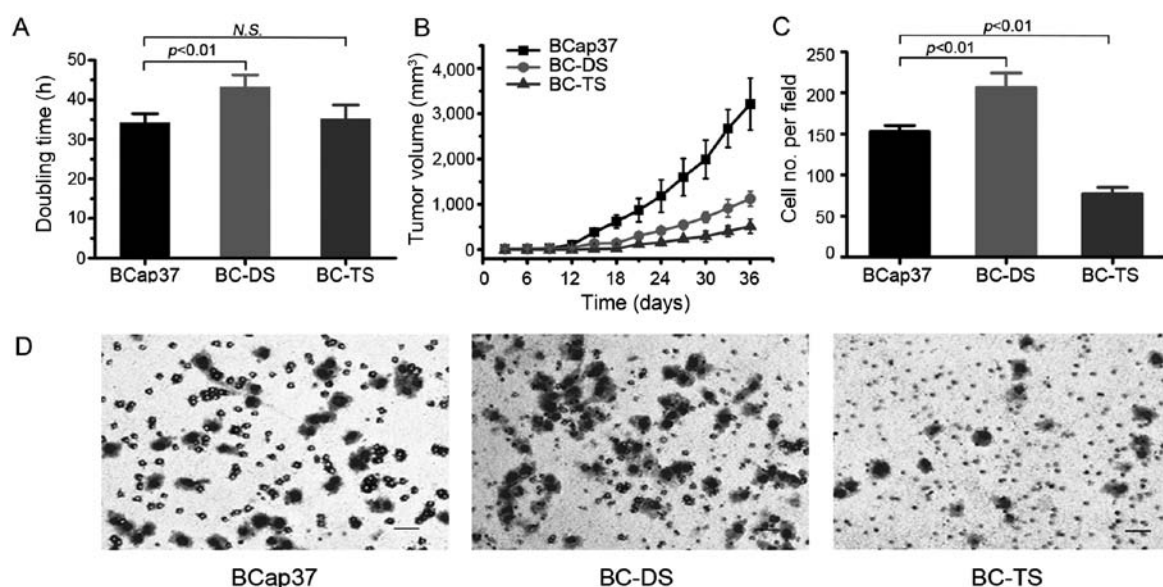 A
N.S.
p<0.01
Doubling time (h)
50
40
30
20
10
0
BCap37
BC-DS
BC-TS
B
BCap37
BC-DS
BC-TS
Tumor volume (mm³)
4,000
3,000
2,000
1,000
0
6
12
18
24
30
36
Time (days)
C
p<0.01
p<0.01
Cell no. per field
250
200
150
100
50
0
BCap37
BC-DS
BC-TS
D
BCap37
BC-DS
BC-TS